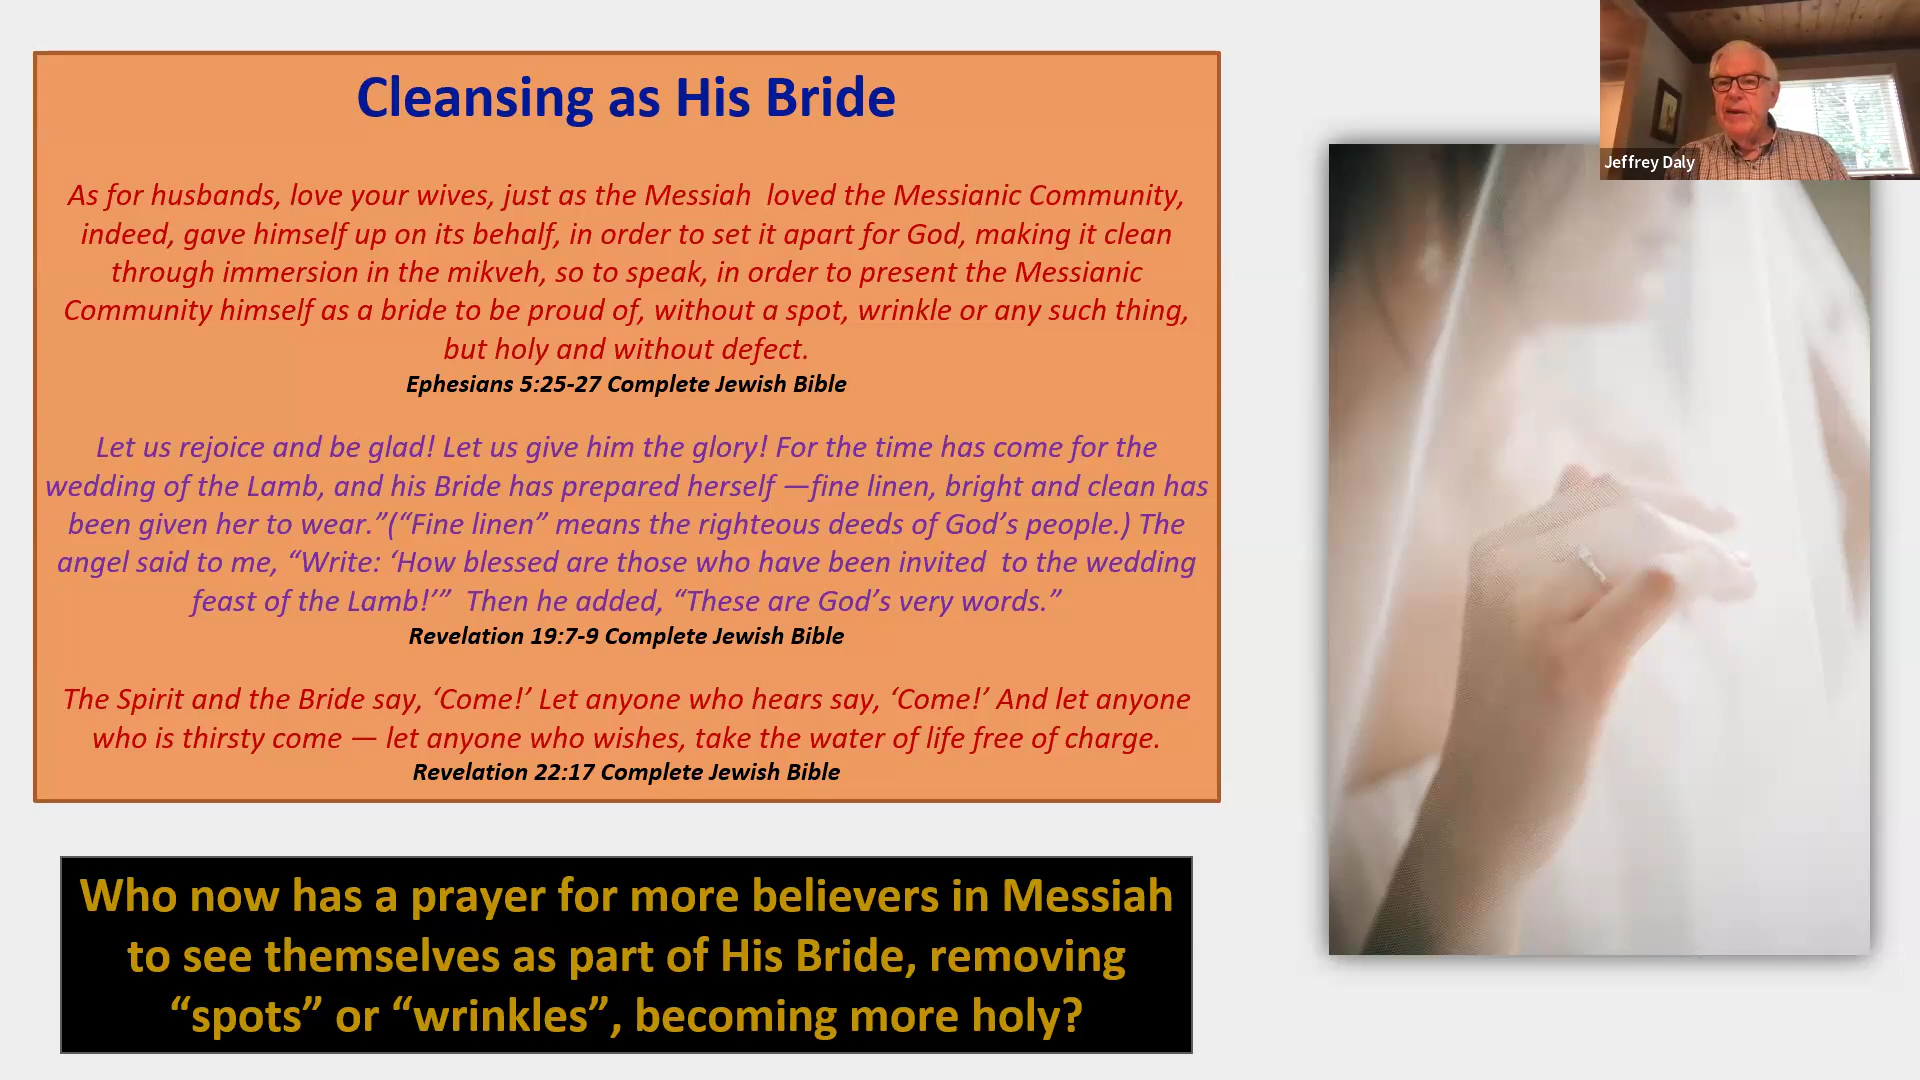 Cleansing as His Bride
As for husbands, love your wives, just as the Messiah  loved the Messianic Community,
indeed, gave himself up on its behalf, in order to set it apart for God, making it clean
through immersion in the mikveh, so to speak, in order to present the Messianic
Community himself as a bride to be proud of, without a spot, wrinkle or any such thing,
but holy and without defect.
Ephesians 5:25-27 Complete Jewish Bible
Let us rejoice and be glad! Let us give him the glory! For the time has come for the
wedding of the Lamb, and his Bride has prepared herself —fine linen, bright and clean has
been given her to wear.”(“Fine linen” means the righteous deeds of God’s people.) The
angel said to me, “Write: ‘How blessed are those who have been invited  to the wedding
feast of the Lamb!’”  Then he added, “These are God’s very words.”
Revelation 19:7-9 Complete Jewish Bible
The Spirit and the Bride say, ‘Come!’ Let anyone who hears say, ‘Come!’ And let anyone
who is thirsty come — let anyone who wishes, take the water of life free of charge.
Revelation 22:17 Complete Jewish Bible
Who now has a prayer for more believers in Messiah
to see themselves as part of His Bride, removing
“spots” or “wrinkles”, becoming more holy?
Jeffrey Daly